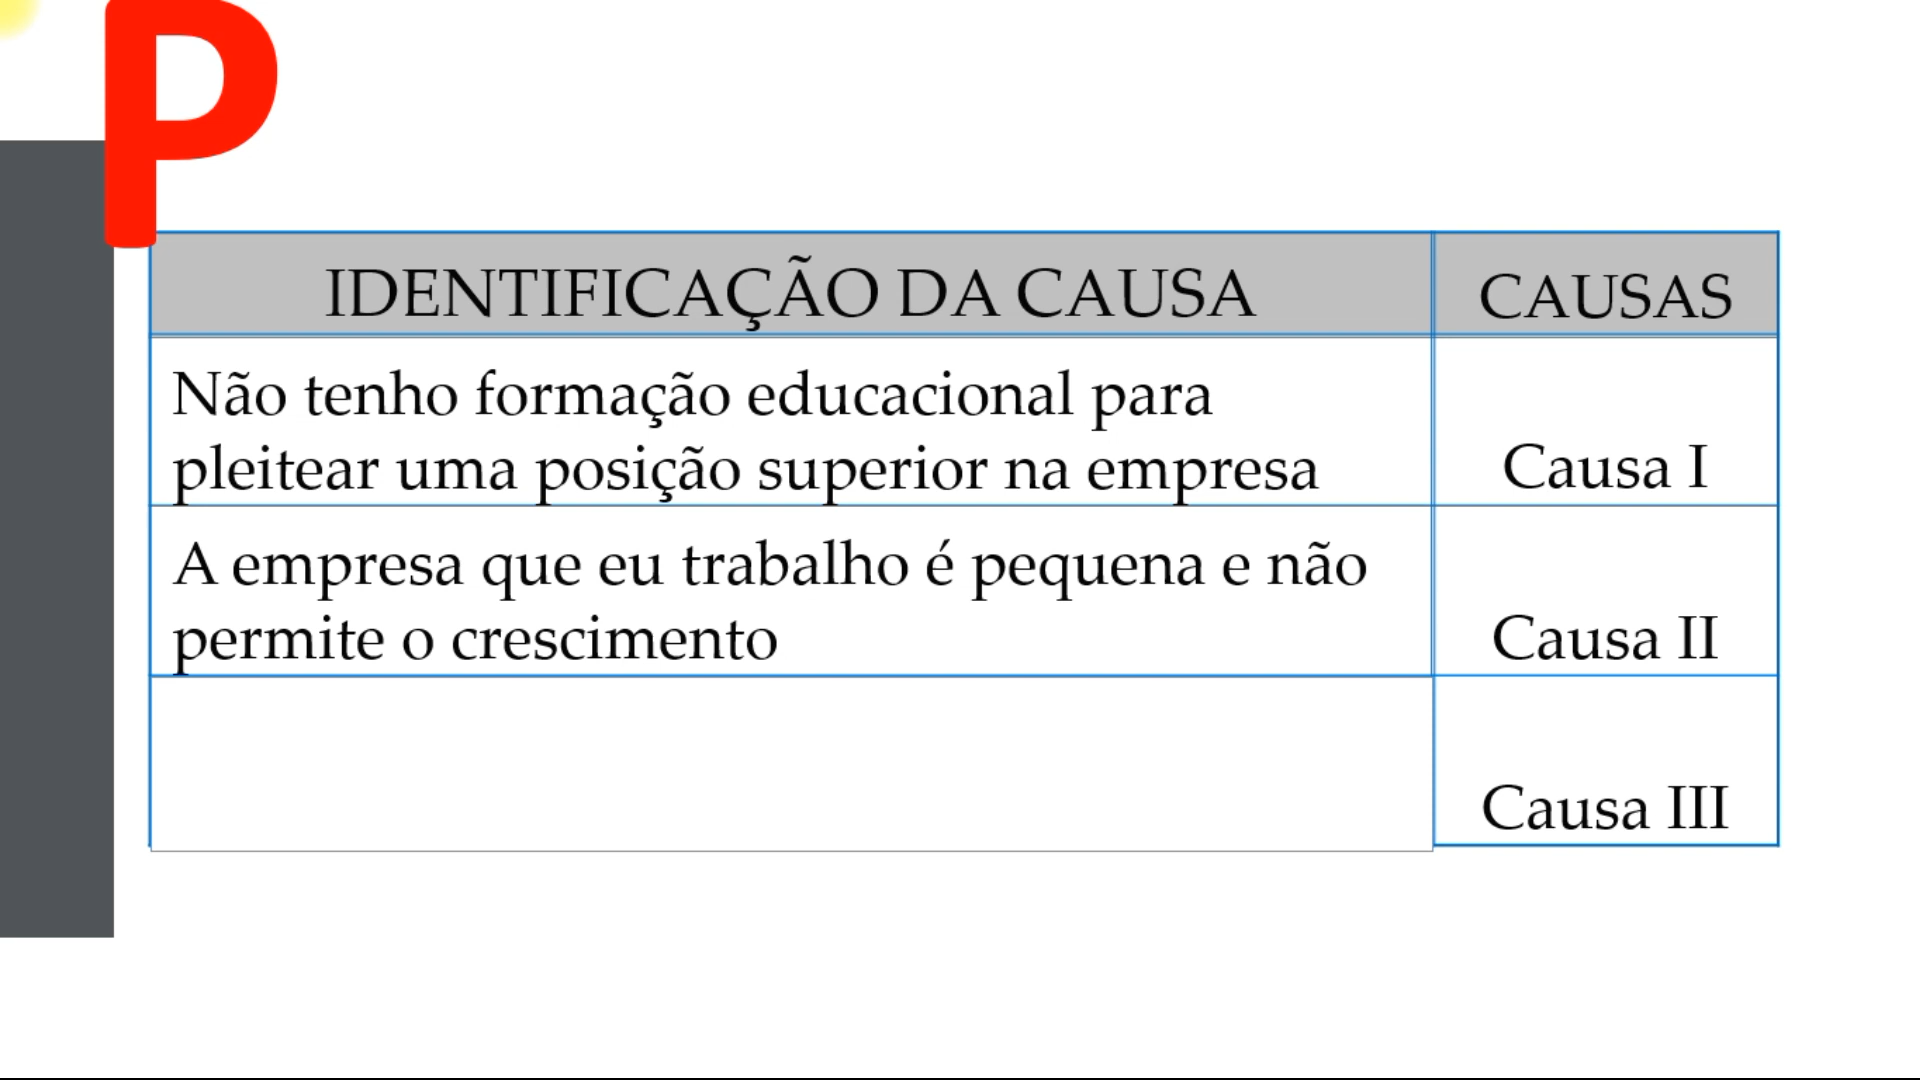 P
IDENTIFICAÇÃO DA CAUSA CAUSAS
Não tenho formação educacional para
pleitear uma posição superior na empresa Causa I
A empresa que eu trabalho é pequena e não
permite o crescimento Causa II
Causa III